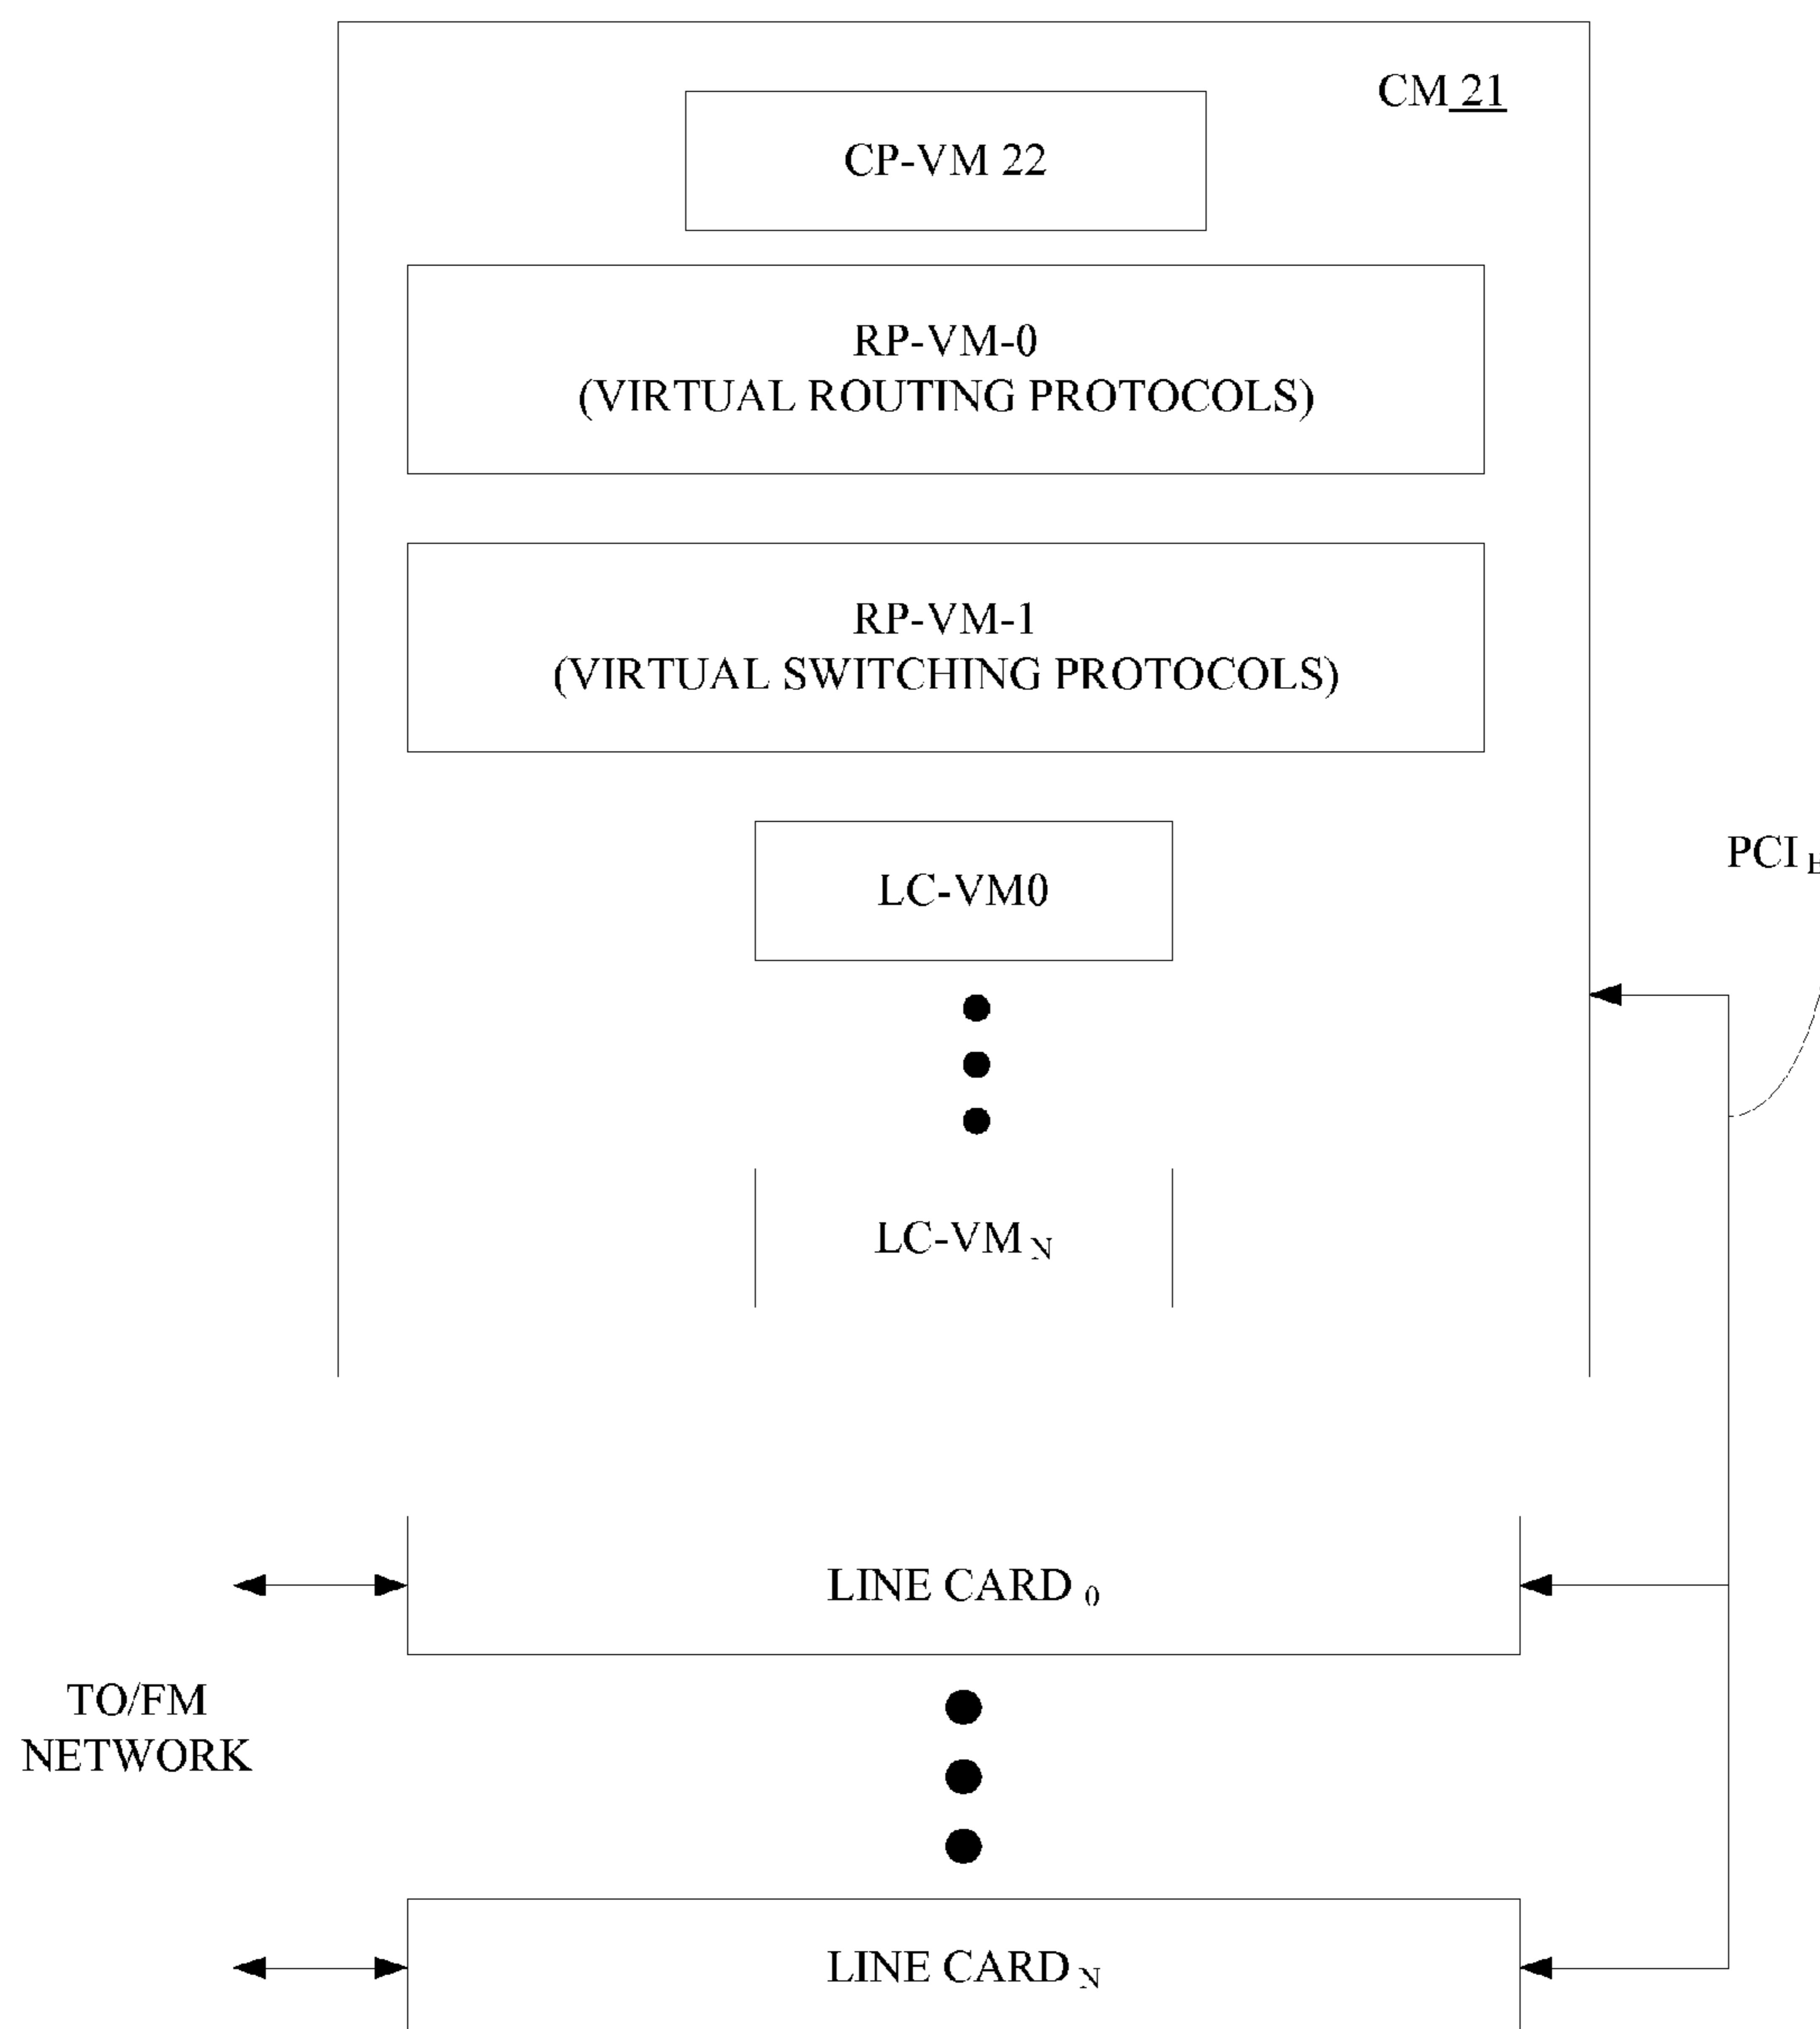 CM 21
CP-VM 22
RP-VM-0
(VIRTUAL ROUTING PROTOCOLS)
RP-VM-1
(VIRTUAL SWITCHING PROTOCOLS)
LC-VM0
PCI
LC-VM N
LINE CARD 0
TO/FM
NETWORK
LINE CARD N